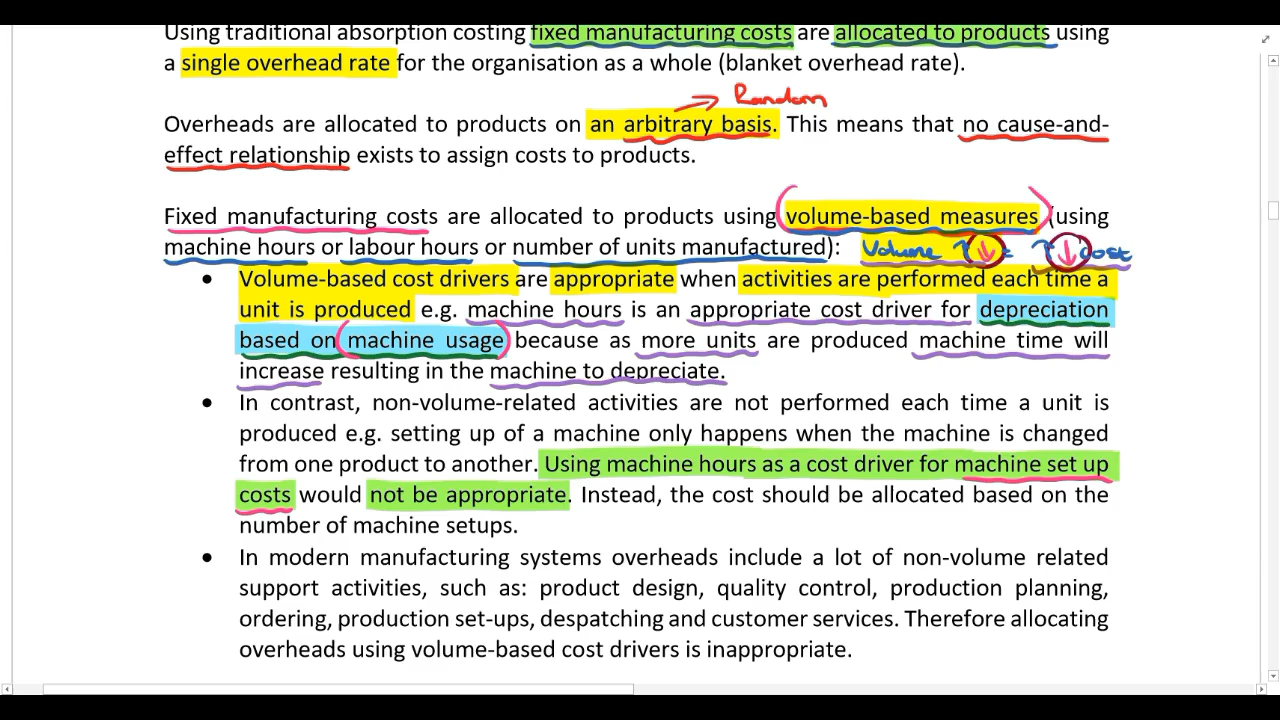 Using traditional absorption costing fixed manufacturing costs are allocated to products using
a single overhead rate for the organisation as a whole (blanket overhead rate).
Random
Overheads are allocated to products on an arbitrary basis. This means that no cause-and-
effect relationship exists to assign costs to products.
Fixed manufacturing costs are allocated to products using volume-based measures (using
machine hours or labour hours or number of units manufactured): Volume ↑↓ = ↑↓ cost
• Volume-based cost drivers are appropriate when activities are performed each time a
unit is produced e.g. machine hours is an appropriate cost driver for depreciation
based on machine usage because as more units are produced machine time will
increase resulting in the machine to depreciate.
• In contrast, non-volume-related activities are not performed each time a unit is
produced e.g. setting up of a machine only happens when the machine is changed
from one product to another. Using machine hours as a cost driver for machine set up
costs would not be appropriate. Instead, the cost should be allocated based on the
number of machine setups.
• In modern manufacturing systems overheads include a lot of non-volume related
support activities, such as: product design, quality control, production planning,
ordering, production set-ups, despatching and customer services. Therefore allocating
overheads using volume-based cost drivers is inappropriate.